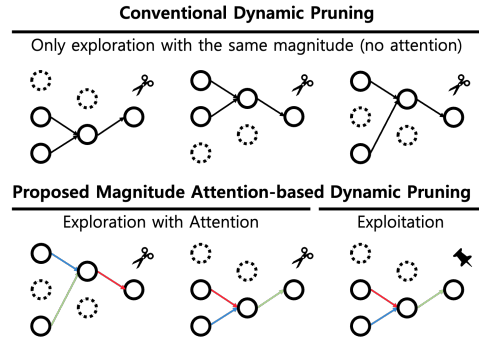 Conventional Dynamic Pruning
Only exploration with the same magnitude (no attention)
Proposed Magnitude Attention-based Dynamic Pruning
Exploration with Attention
Exploitation